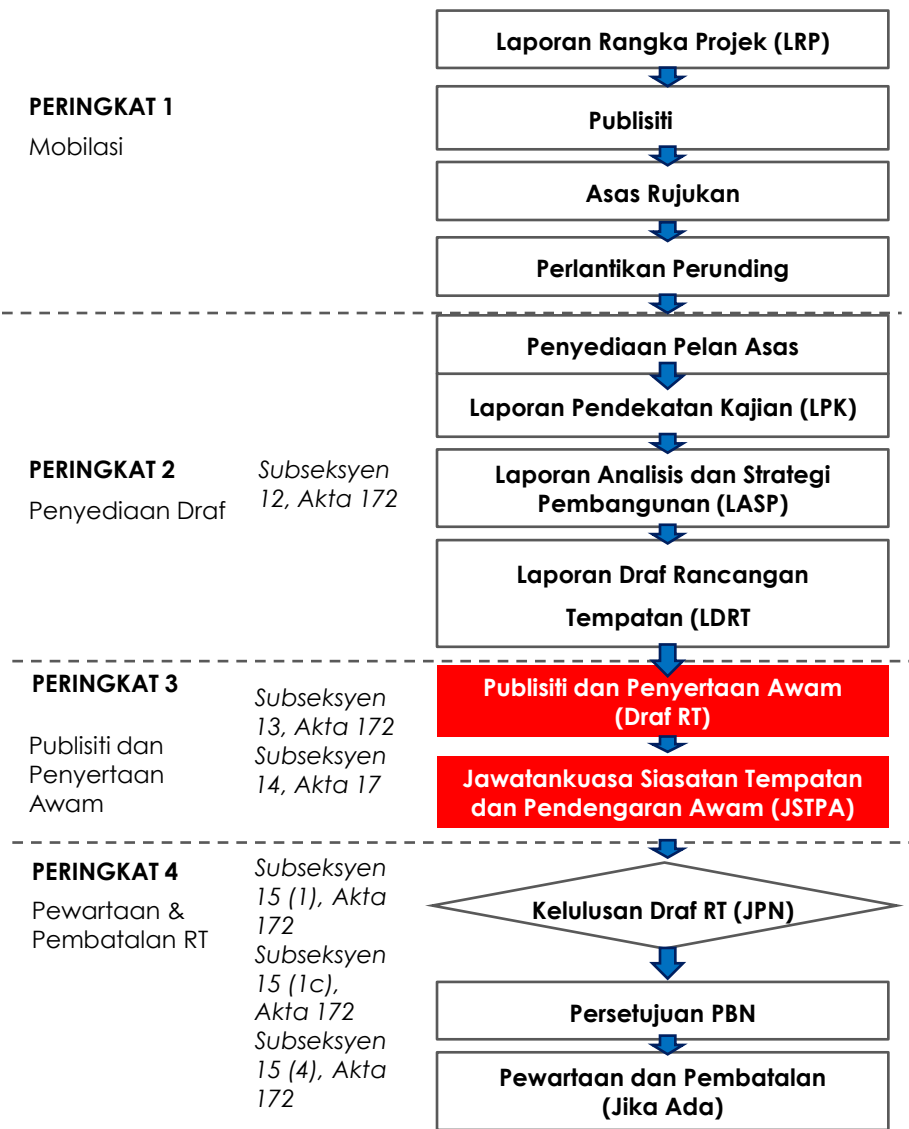 Laporan Rangka Projek (LRP)
PERINGKAT 1
Mobilasi
Publisiti
Asas Rujukan
Perlantikan Perunding
Penyediaan Pelan Asas
Laporan Pendekatan Kajian (LPK)
PERINGKAT 2
Penyediaan Draf
Subseksyen
12, Akta 172
Laporan Analisis dan Strategi
Pembangunan (LASP)
Laporan Draf Rancangan
Tempatan (LDRT
PERINGKAT 3
Publisiti dan
Penyertaan
Awam
Subseksyen
13, Akta 172
Subseksyen
14, Akta 17
Publisiti dan Penyertaan Awam
(Draf RT)
Jawatankuasa Siasatan Tempatan
dan Pendengaran Awam (JSTPA)
PERINGKAT 4
Pewartaan &
Pembatalan RT
Subseksyen
15 (1), Akta
172
Subseksyen
15 (1c),
Akta 172
Subseksyen
15 (4), Akta
172
Kelulusan Draf RT (JPN)
Persetujuan PBN
Pewartaan dan Pembatalan
(Jika Ada)